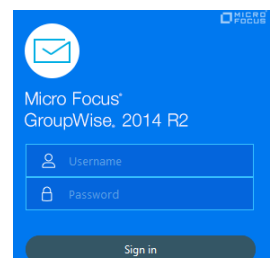 MICRO
FOCUS
Micro Focus®
GroupWise® 2014 R2
Username
Password
Sign in